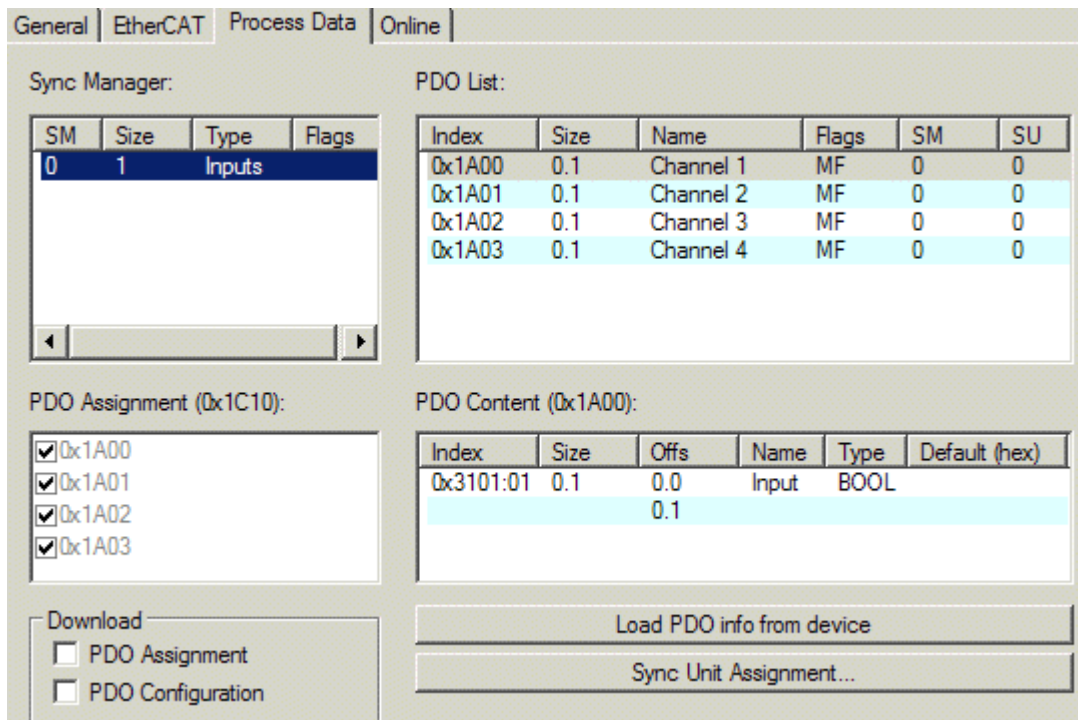 General EtherCAT Process Data Online
Sync Manager:
SM Size Type Flags
0 1 Inputs
PDO List:
Index Size Name Flags SM SU
0x1A00 0.1 Channel 1 MF 0 0
0x1A01 0.1 Channel 2 MF 0 0
0x1A02 0.1 Channel 3 MF 0 0
0x1A03 0.1 Channel 4 MF 0 0
PDO Assignment (0x1C10):
0x1A00
0x1A01
0x1A02
0x1A03
PDO Content (0x1A00):
Index Size Offs Name Type Default (hex)
0x3101:01 0.1 0.0 Input BOOL
0.1
Download
PDO Assignment
PDO Configuration
Load PDO info from device
Sync Unit Assignment...